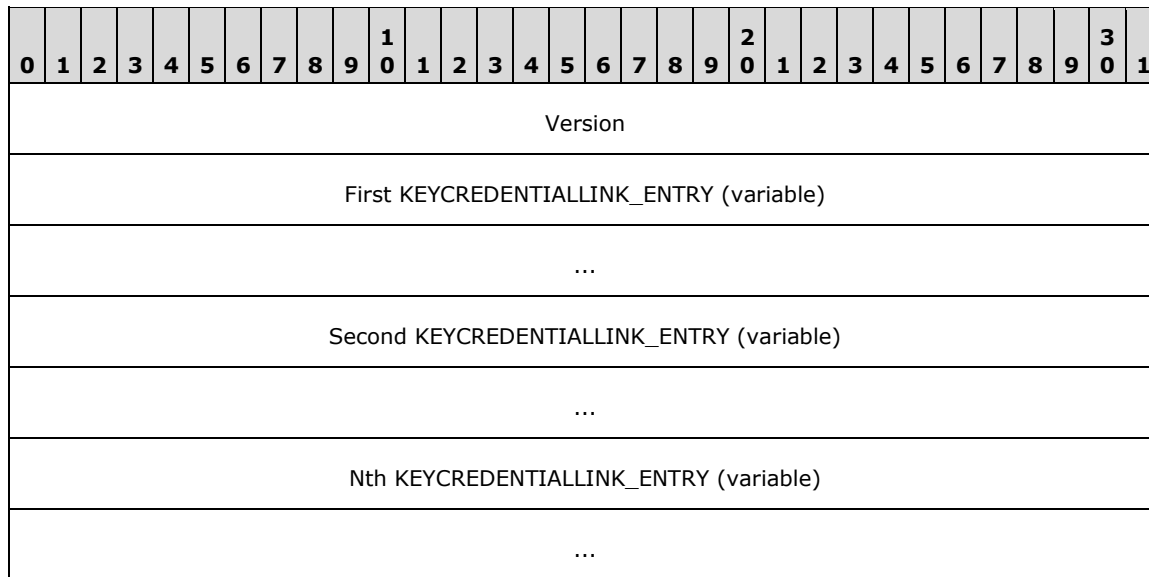 0 1 2 3 4 5 6 7 8 9 1 0 1 2 3 4 5 6 7 8 9 2 0 1 2 3 4 5 6 7 8 9 3 0 1
Version
First KEYCREDENTIALLINK_ENTRY (variable)
...
Second KEYCREDENTIALLINK_ENTRY (variable)
...
Nth KEYCREDENTIALLINK_ENTRY (variable)
...